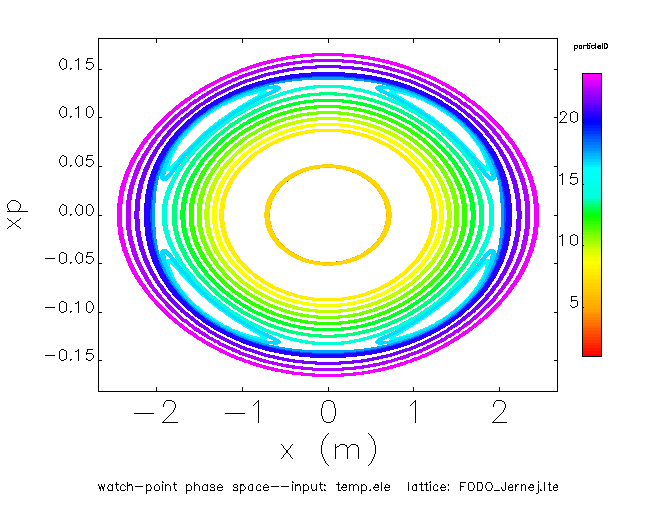 particleID
0.15
0.10
0.05
0.00
−0.05
−0.10
−0.15
xp
20
15
10
5
−2 −1 0 1 2
x (m)
watch−point phase space−−input: temp.ele lattice: FODO_Jernej.lte